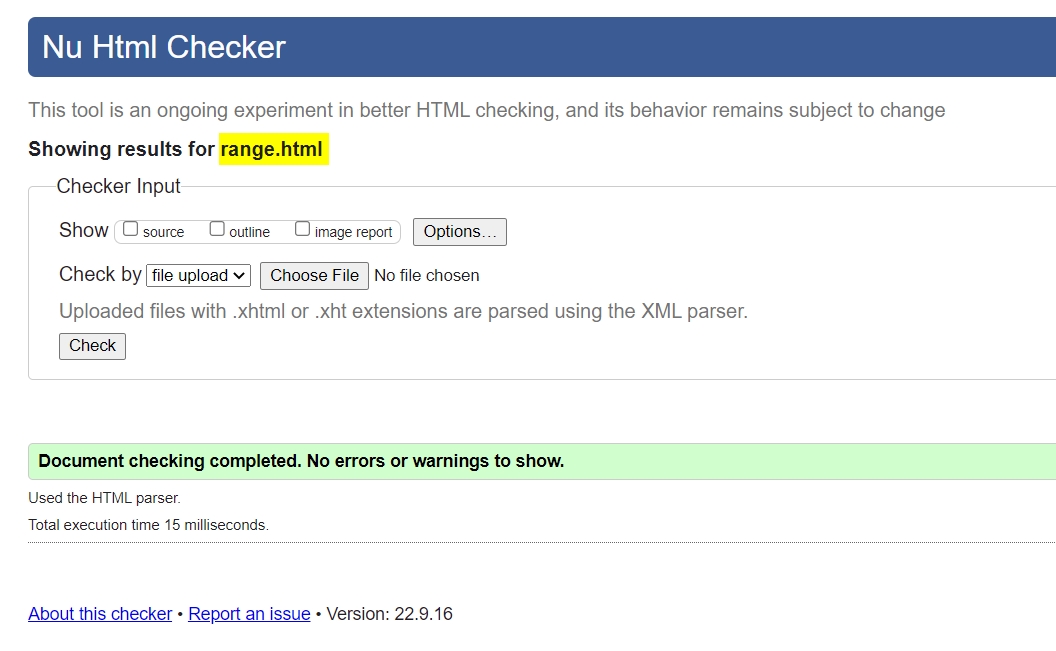 Nu Html Checker
This tool is an ongoing experiment in better HTML checking, and its behavior remains subject to change
Showing results for range.html
Checker Input
Show source outline image report Options…
Check by file upload Choose File No file chosen
Uploaded files with .xhtml or .xht extensions are parsed using the XML parser.
Check
Document checking completed. No errors or warnings to show.
Used the HTML parser.
Total execution time 15 milliseconds.
About this checker • Report an issue • Version: 22.9.16